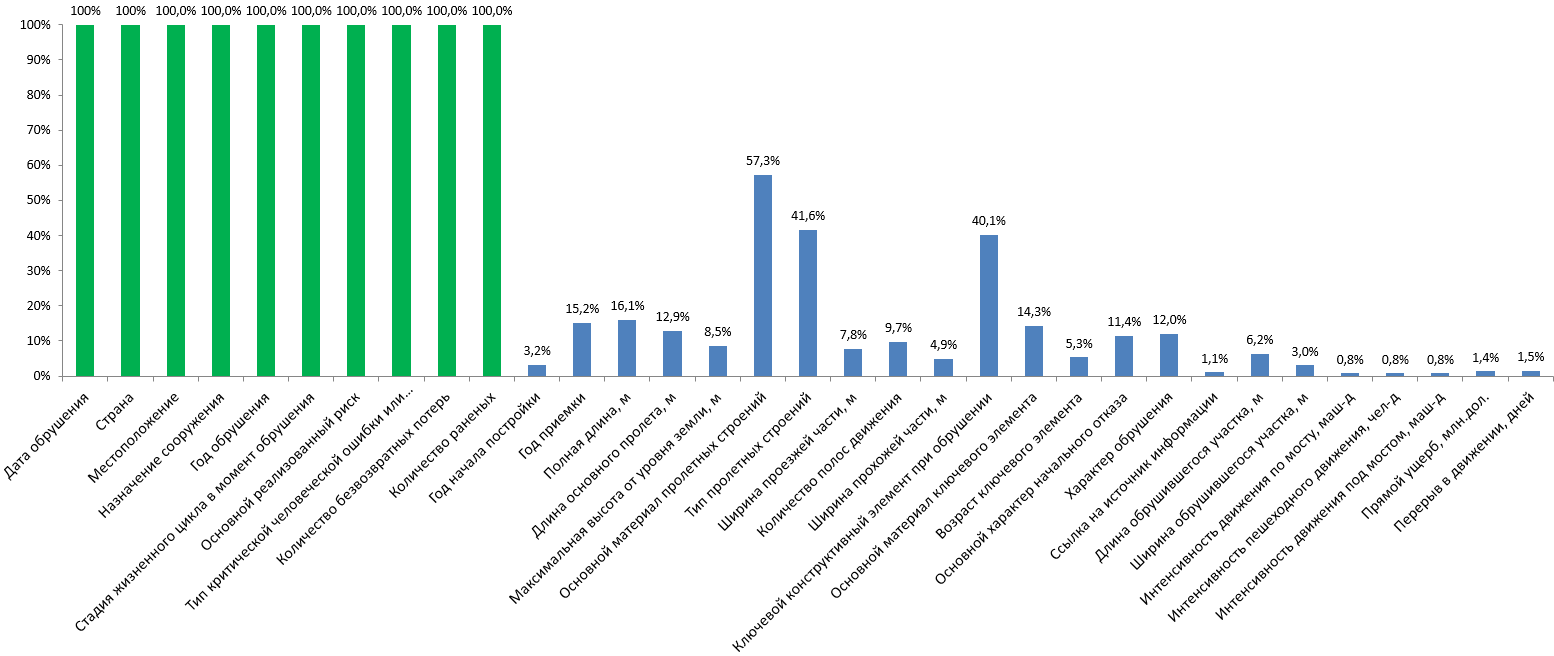 100% 100% 100,0% 100,0% 100,0% 100,0% 100,0% 100,0% 100,0% 100,0%
100%
90%
80%
70%
60%
50%
40%
30%
20%
10%
0%
3,2%
15,2%
16,1%
12,9%
8,5%
57,3%
41,6%
7,8%
9,7%
4,9%
40,1%
14,3%
5,3%
11,4%
12,0%
1,1%
6,2%
3,0%
0,8%
0,8%
0,8%
1,4%
1,5%
Дата обрушения
Страна
Местоположение
Назначение сооружения
Год обрушения
Стадия жизненного цикла в момент обрушения
Основной реализованный риск
Тип критической человеческой ошибки или…
Количество безвозвратных потерь
Количество раненых
Год начала постройки
Год приемки
Полная длина, м
Длина основного пролета, м
Максимальная высота от уровня земли, м
Основной материал пролетных строений
Тип пролетных строений
Ширина проезжей части, м
Количество полос движения
Ширина прохожей части, м
Ключевой конструктивный элемент при обрушении
Основной материал ключевого элемента
Возраст ключевого элемента
Основной характер начального отказа
Характер обрушения
Ссылка на источник информации
Длина обрушившегося участка, м
Ширина обрушившегося участка, м
Интенсивность движения по мосту, маш-д
Интенсивность пешеходного движения, чел-д
Интенсивность движения под мостом, маш-д
Прямой ущерб, млн.дол.
Перерыв в движении, дней